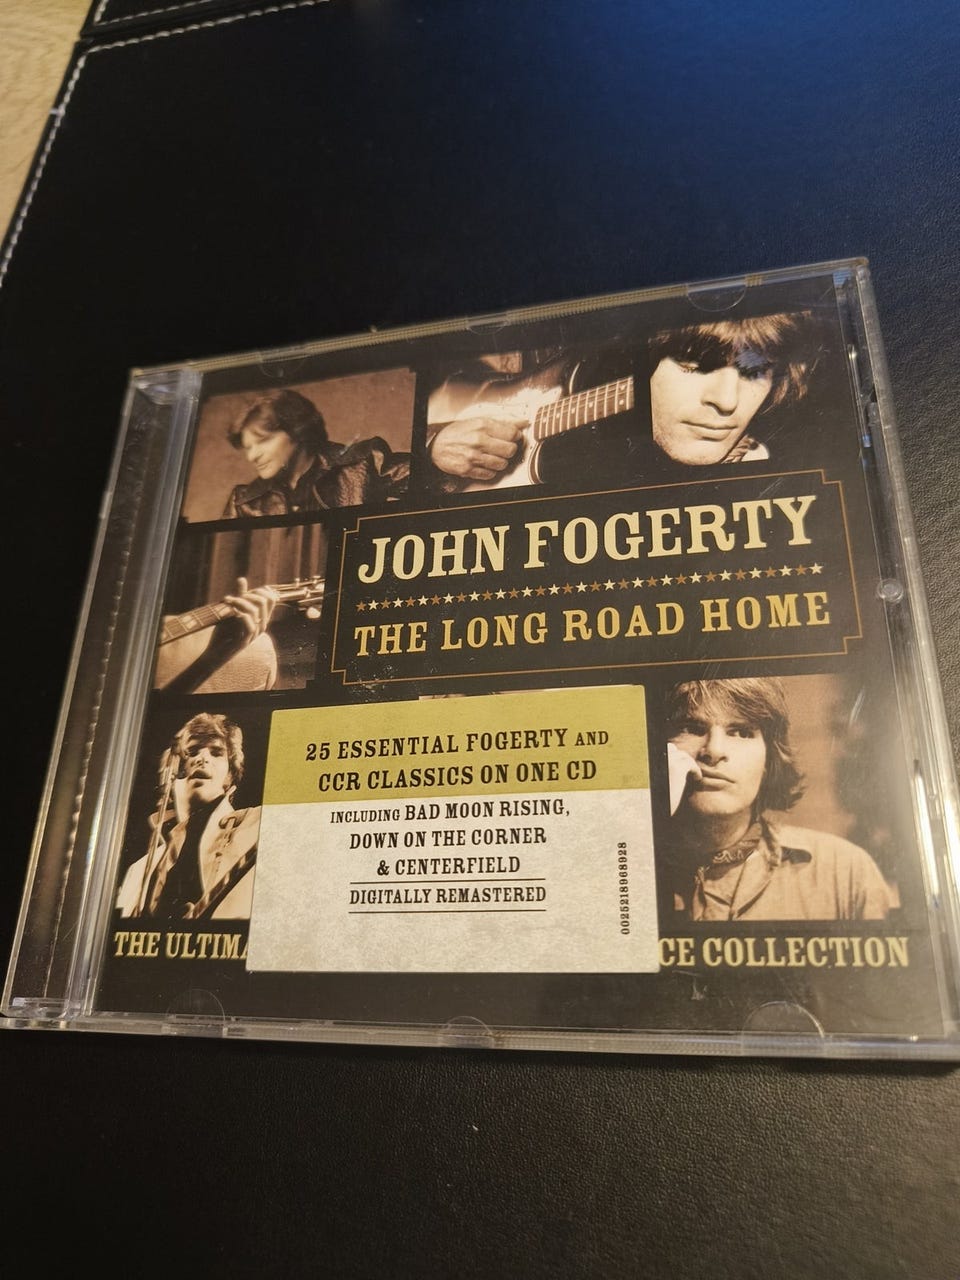 JOHN FOGERTY
THE LONG ROAD HOME
25 ESSENTIAL FOGERTY AND
CCR CLASSICS ON ONE CD
INCLUDING BAD MOON RISING,
DOWN ON THE CORNER
& CENTERFIELD
DIGITALLY REMASTERED
0025218968928
THE ULTIMA
CE COLLECTION